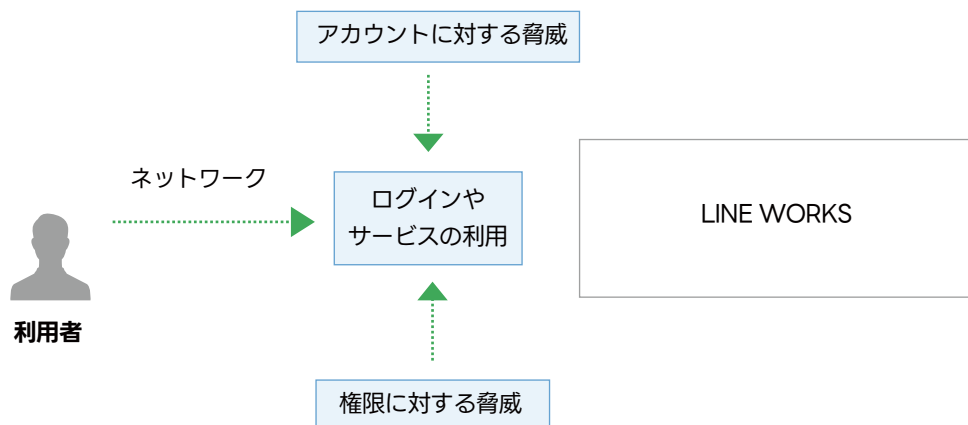 アカウントに対する脅威
ネットワーク
ログインや
サービスの利用
LINE WORKS
利用者
権限に対する脅威